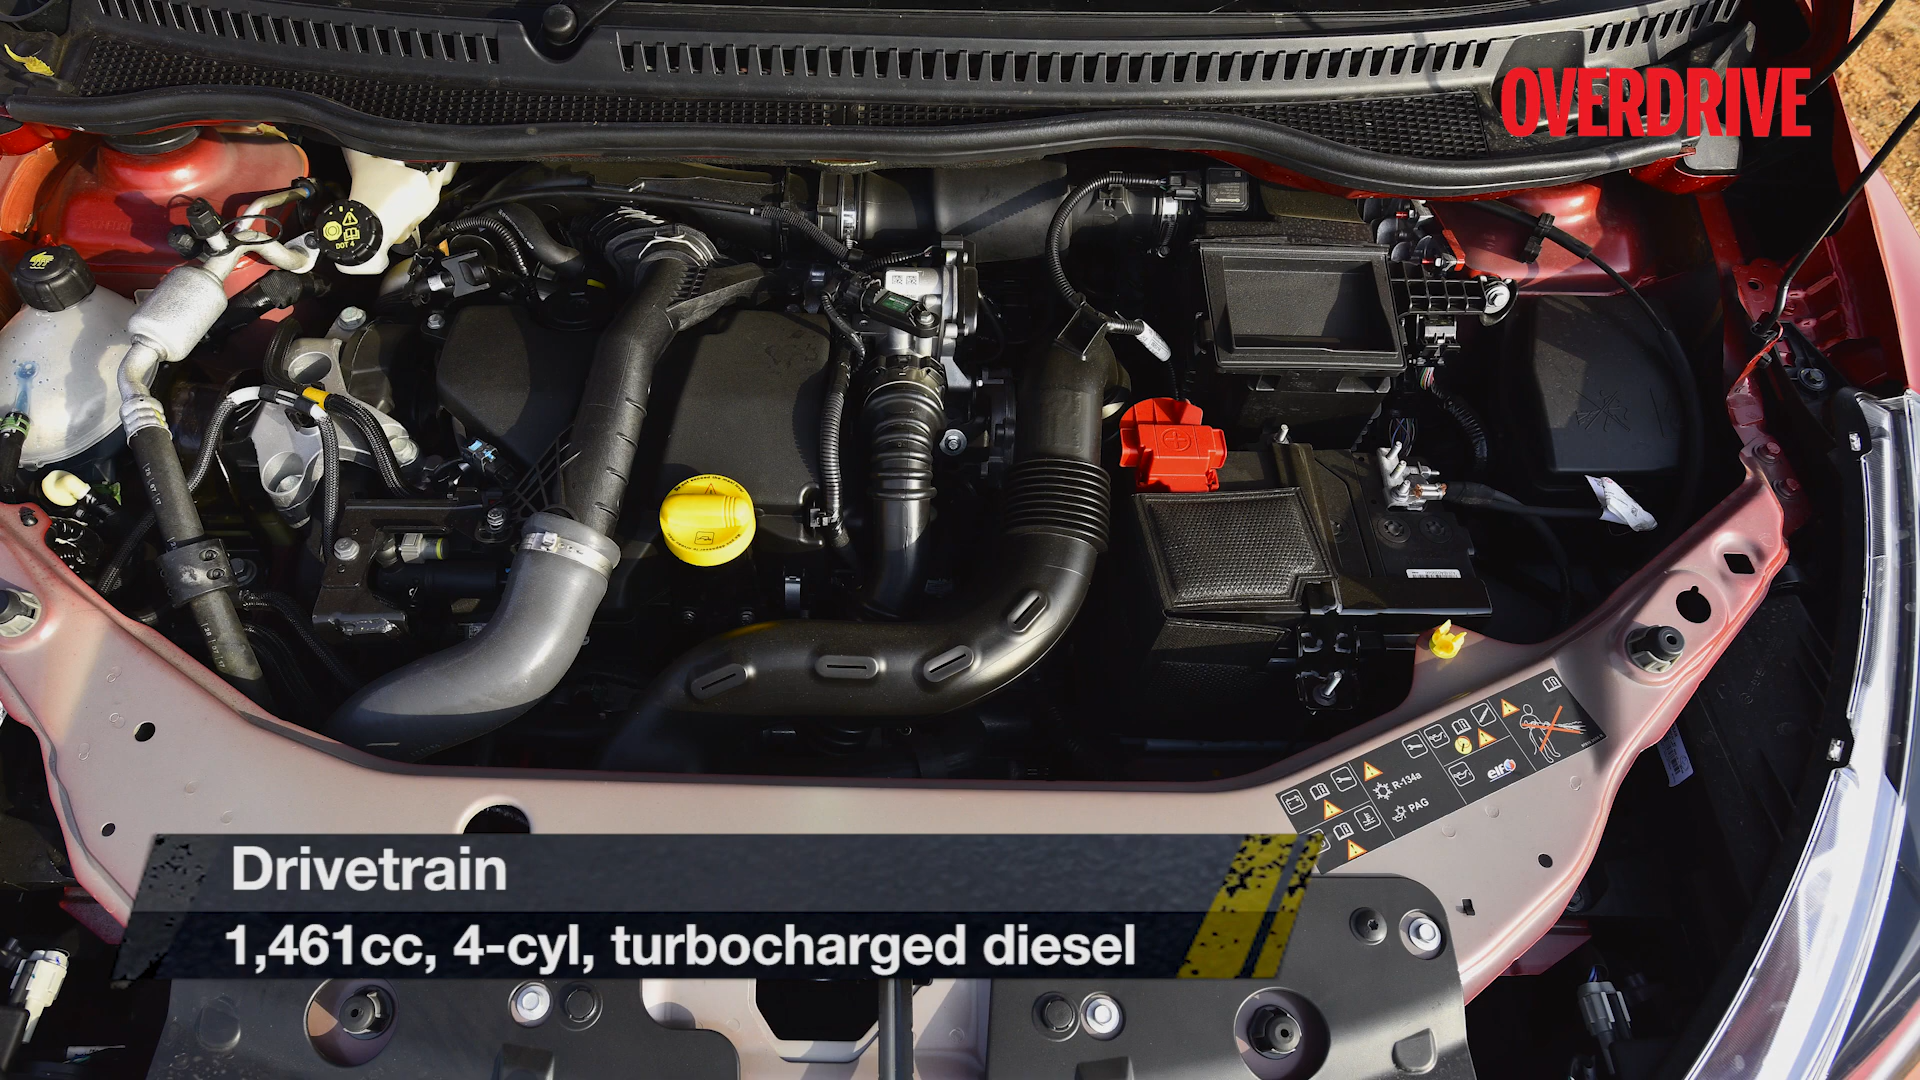 OVERDRIVE
DOT 4
R-134a
PAG
elf
Drivetrain
1,461cc, 4-cyl, turbocharged diesel